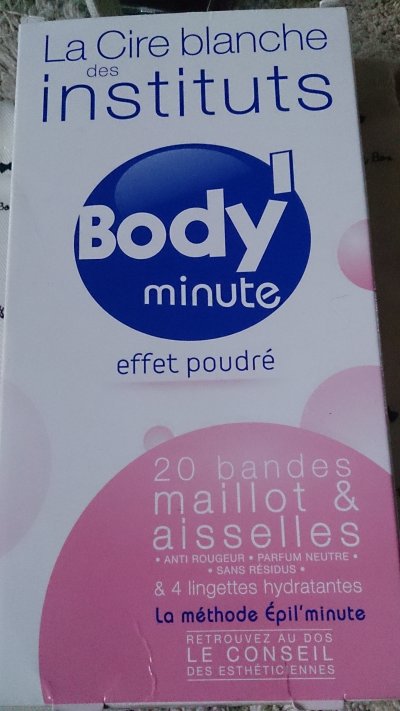 La Cire blanche
des
instituts
Body'
minute
effet poudré
20 bandes
maillot &
aisselles
• ANTI ROUGEUR • PARFUM NEUTRE •
• SANS RÉSIDUS •
& 4 lingettes hydratantes
La méthode Épil'minute
RETROUVEZ AU DOS
LE CONSEIL
DES ESTHÉTICIENNES